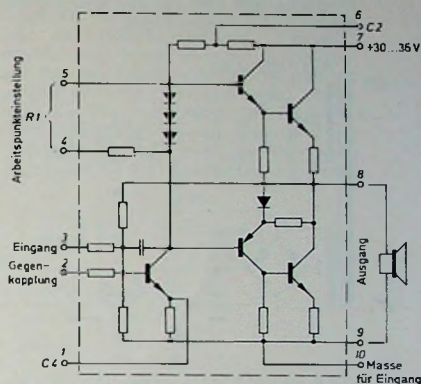 6
C2
7
+30...36V
5
Arbeitspunkteinstellung
R1
4
8
Eingang
3
Gegen-
kopplung
2
Ausgang
9
10
1
C4
Masse
für Eingang